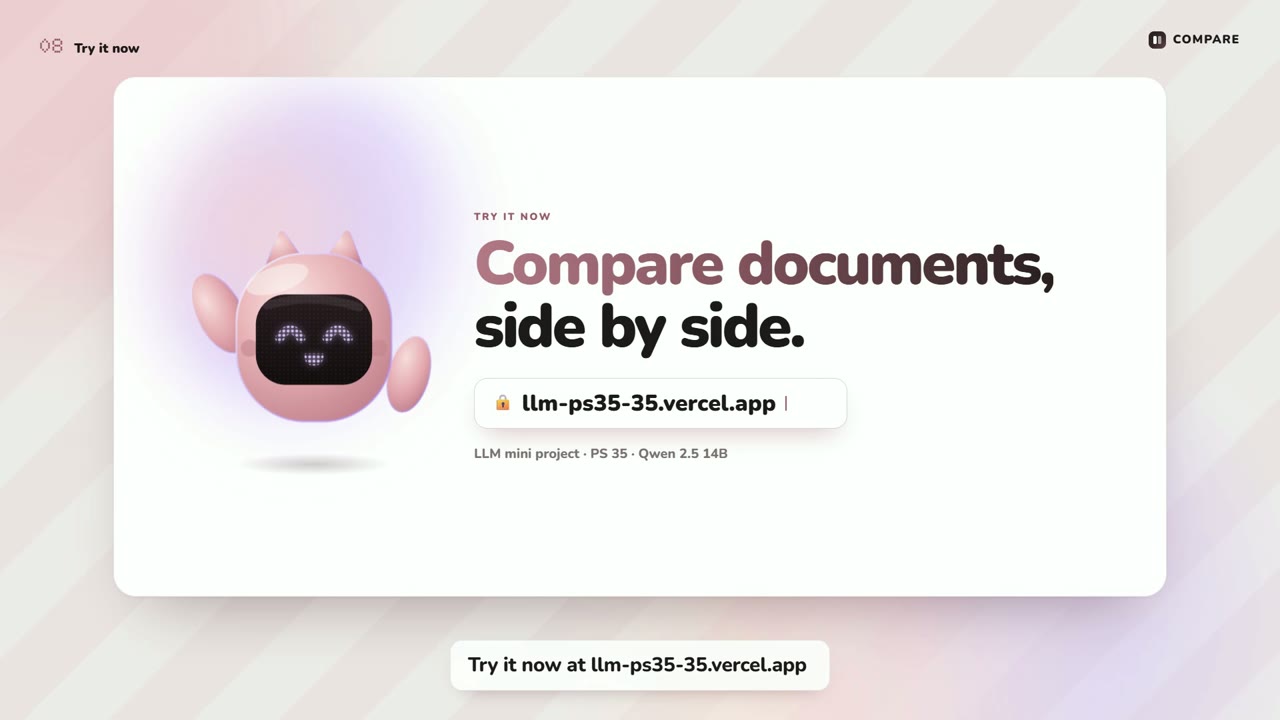 08 Try it now
COMPARE
TRY IT NOW
Compare documents,
side by side.
llm-ps35-35.vercel.app
LLM mini project · PS 35 · Qwen 2.5 14B
Try it now at llm-ps35-35.vercel.app